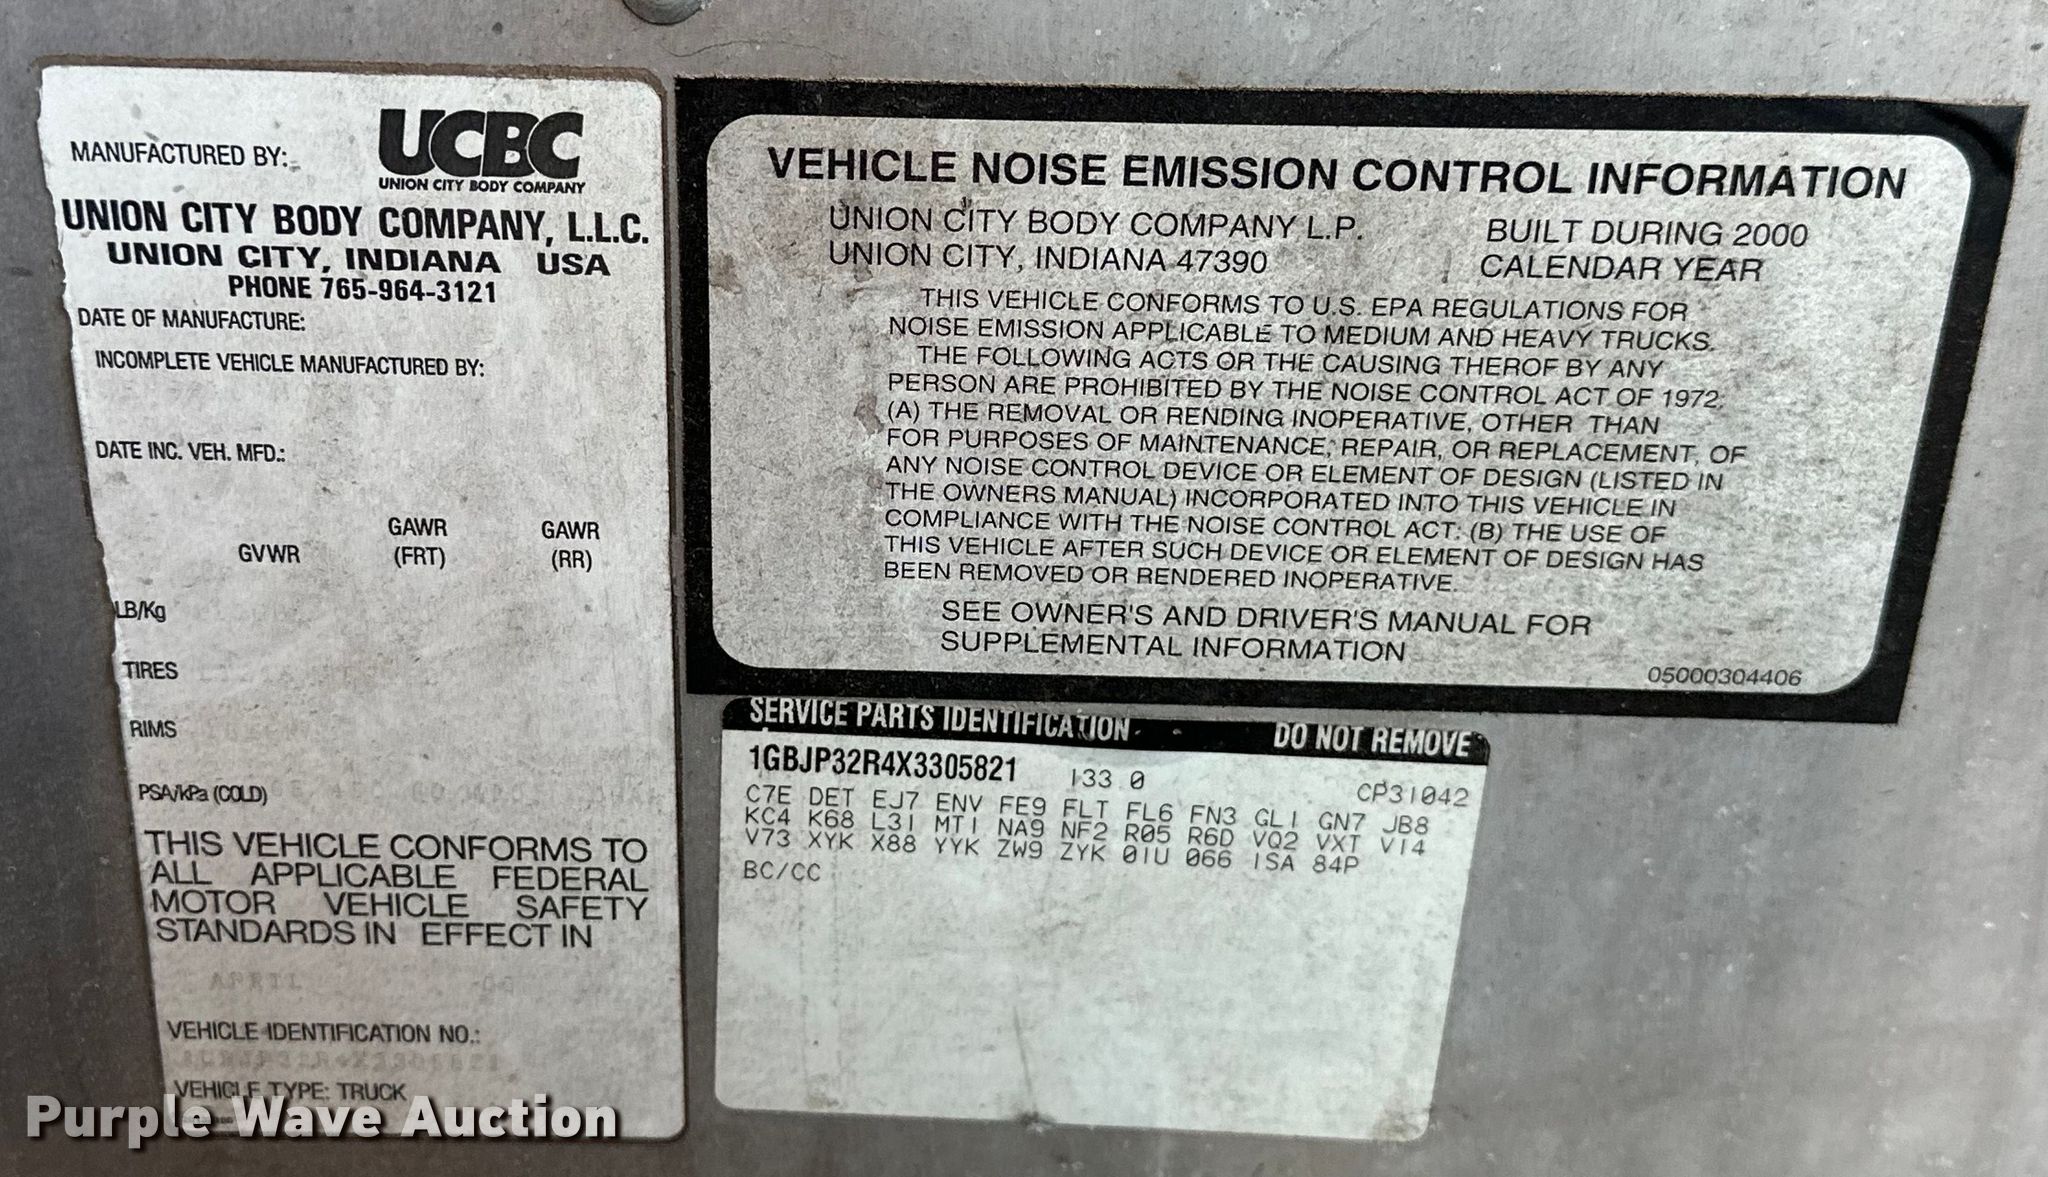 MANUFACTURED BY:
UCBC
UNION CITY BODY COMPANY
UNION CITY BODY COMPANY, L.L.C.
UNION CITY, INDIANA USA
PHONE 765-964-3121
DATE OF MANUFACTURE:
INCOMPLETE VEHICLE MANUFACTURED BY:
DATE INC. VEH. MFD.:
GVWR GAWR (FRT) GAWR (RR)
LB/Kg
TIRES
RIMS
PSA/kPa (COLD)
THIS VEHICLE CONFORMS TO
ALL APPLICABLE FEDERAL
MOTOR VEHICLE SAFETY
STANDARDS IN EFFECT IN
APRIL 00
VEHICLE IDENTIFICATION NO.:
1GBJP32R4X3305821
VEHICLE TYPE: TRUCK
VEHICLE NOISE EMISSION CONTROL INFORMATION
UNION CITY BODY COMPANY L.P.
UNION CITY, INDIANA 47390
BUILT DURING 2000
CALENDAR YEAR
THIS VEHICLE CONFORMS TO U.S. EPA REGULATIONS FOR
NOISE EMISSION APPLICABLE TO MEDIUM AND HEAVY TRUCKS.
THE FOLLOWING ACTS OR THE CAUSING THEROF BY ANY
PERSON ARE PROHIBITED BY THE NOISE CONTROL ACT OF 1972.
(A) THE REMOVAL OR RENDING INOPERATIVE, OTHER THAN
FOR PURPOSES OF MAINTENANCE, REPAIR, OR REPLACEMENT, OF
ANY NOISE CONTROL DEVICE OR ELEMENT OF DESIGN (LISTED IN
THE OWNERS MANUAL) INCORPORATED INTO THIS VEHICLE IN
COMPLIANCE WITH THE NOISE CONTROL ACT: (B) THE USE OF
THIS VEHICLE AFTER SUCH DEVICE OR ELEMENT OF DESIGN HAS
BEEN REMOVED OR RENDERED INOPERATIVE.
SEE OWNER'S AND DRIVER'S MANUAL FOR
SUPPLEMENTAL INFORMATION
05000304406
SERVICE PARTS IDENTIFICATION DO NOT REMOVE
1GBJP32R4X3305821 I33 0 CP31042
C7E DET EJ7 ENV FE9 FLT FL6 FN3 GL1 GN7 JB8
KC4 K68 L31 MT1 NA9 NF2 R05 R6D VQ2 VXT V14
V73 XYK X88 YYK ZW9 ZYK 01U 066 1SA 84P
BC/CC
Purple Wave Auction